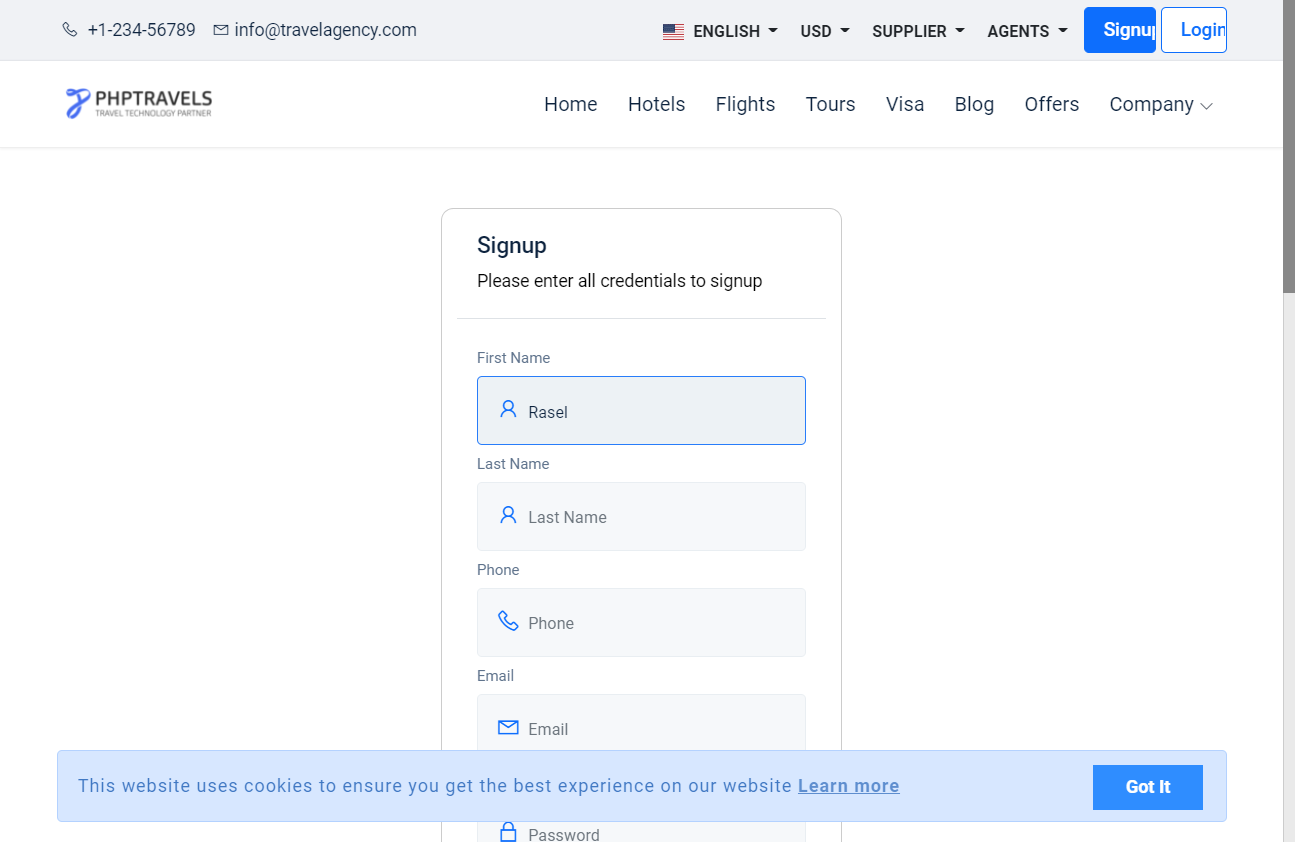 +1-234-56789 info@travelagency.com ENGLISH USD SUPPLIER AGENTS Signup Login
PHPTRAVELS
TRAVEL TECHNOLOGY PARTNER
Home Hotels Flights Tours Visa Blog Offers Company
Signup
Please enter all credentials to signup
First Name
Rasel
Last Name
Last Name
Phone
Phone
Email
Email
This website uses cookies to ensure you get the best experience on our website Learn more Got It
Password